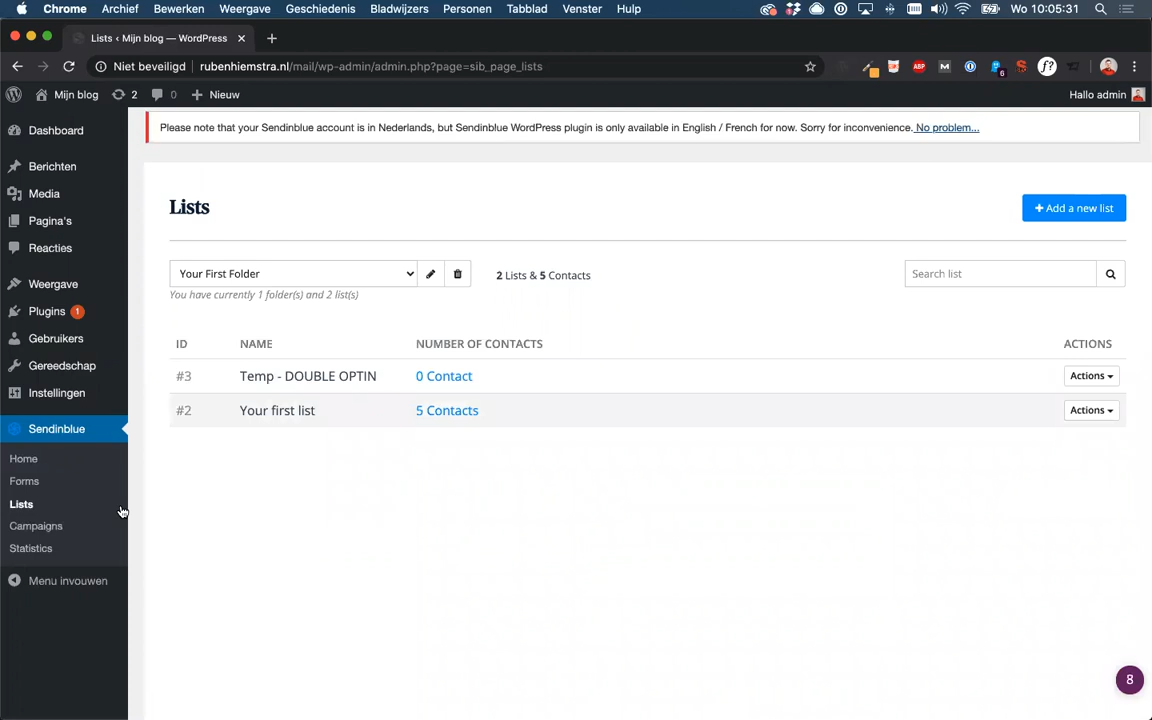 Chrome Archief Bewerken Weergave Geschiedenis Bladwijzers Personen Tabblad Venster Hulp Wo 10:05:31
Lists ‹ Mijn blog — WordPress
Niet beveiligd rubenhiemstra.nl/mail/wp-admin/admin.php?page=sib_page_lists ABP M 6 f?
Mijn blog 2 0 Nieuw Hallo admin
Please note that your Sendinblue account is in Nederlands, but Sendinblue WordPress plugin is only available in English / French for now. Sorry for inconvenience. No problem...
Dashboard
Berichten
Media
Pagina's
Reacties
Weergave
Plugins 1
Gebruikers
Gereedschap
Instellingen
Sendinblue
Home
Forms
Lists
Campaigns
Statistics
Menu invouwen
Lists
+ Add a new list
Your First Folder 2 Lists & 5 Contacts Search list
You have currently 1 folder(s) and 2 list(s)
ID NAME NUMBER OF CONTACTS ACTIONS
#3 Temp - DOUBLE OPTIN 0 Contact Actions
#2 Your first list 5 Contacts Actions
8